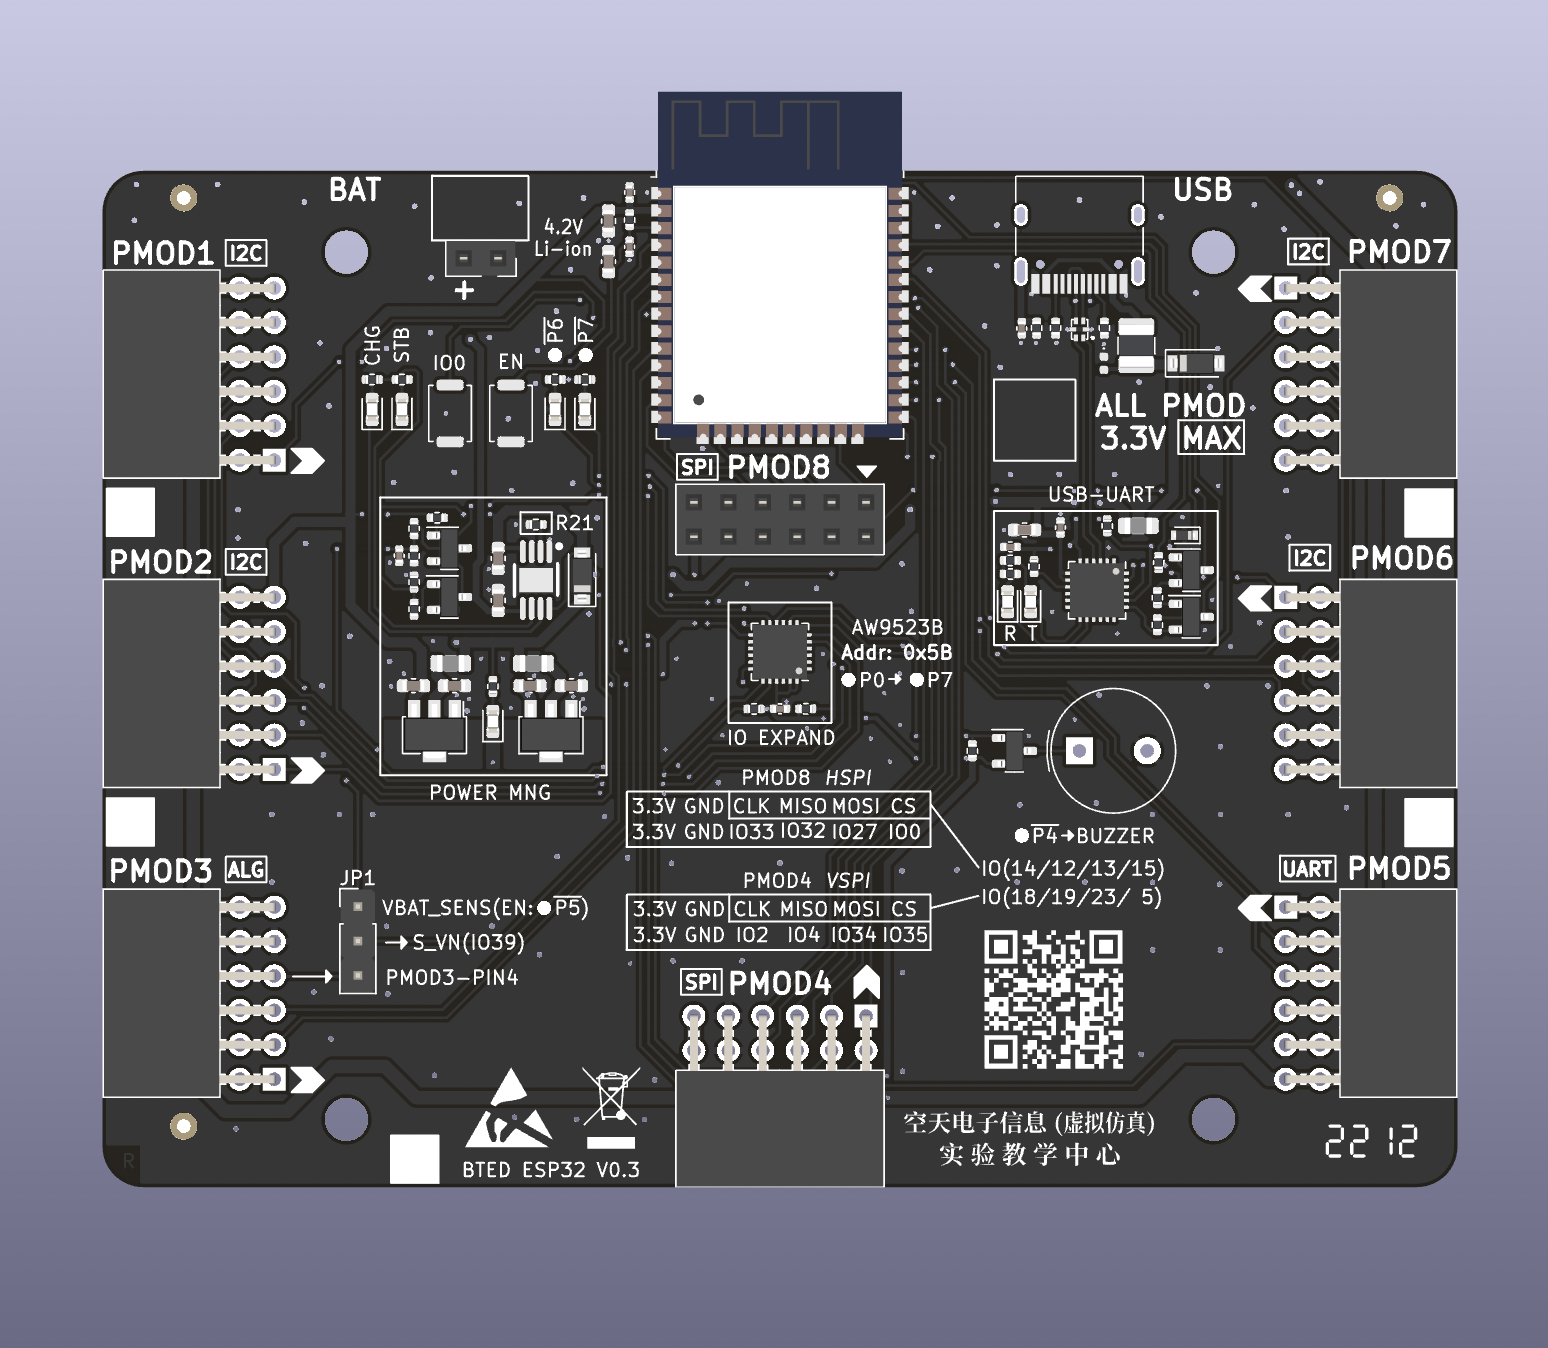 BAT
USB
4.2V
Li-ion
PMOD1 I2C
I2C PMOD7
+
CHG
STB
IO0
EN
P6
P7
ALL PMOD
3.3V MAX
SPI PMOD8
USB-UART
R21
PMOD2 I2C
I2C PMOD6
R T
AW9523B
Addr: 0x5B
P0→ P7
IO EXPAND
POWER MNG
PMOD8 HSPI
3.3V GND CLK MISO MOSI CS
3.3V GND IO33 IO32 IO27 IO0
P4→BUZZER
IO(14/12/13/15)
PMOD3 ALG
UART PMOD5
JP1
PMOD4 VSPI
IO(18/19/23/ 5)
VBAT_SENS(EN:●P5)
3.3V GND CLK MISO MOSI CS
3.3V GND IO2 IO4 IO34 IO35
→S_VN(IO39)
PMOD3-PIN4
SPI PMOD4
空天电子信息 (虚拟仿真)
实验教学中心
2212
R
BTED ESP32 V0.3